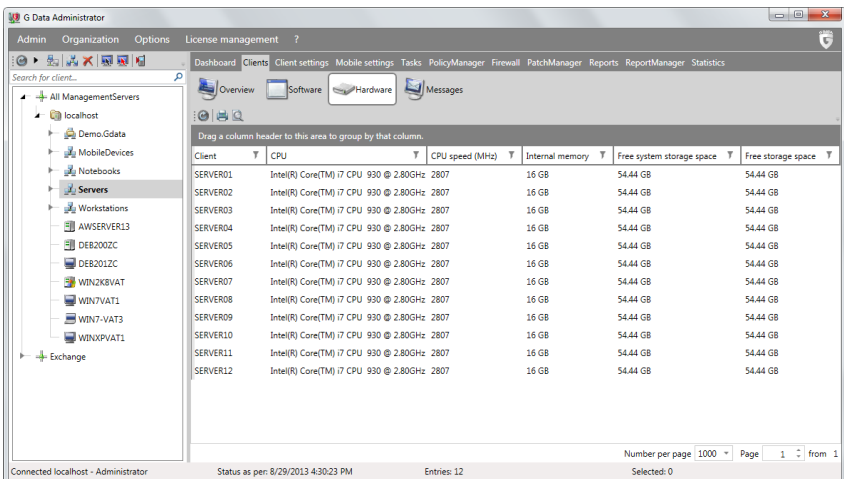 G Data Administrator
Admin Organization Options License management ?
Search for client...
All ManagementServers
localhost
Demo.Gdata
MobileDevices
Notebooks
Servers
Workstations
AWSERVER13
DEB200ZC
DEB201ZC
WIN2K8VAT
WIN7VAT1
WIN7-VAT3
WINXPVAT1
Exchange
Dashboard Clients Client settings Mobile settings Tasks PolicyManager Firewall PatchManager Reports ReportManager Statistics
Overview Software Hardware Messages
Drag a column header to this area to group by that column.
Client CPU CPU speed (MHz) Internal memory Free system storage space Free storage space
SERVER01 Intel(R) Core(TM) i7 CPU 930 @ 2.80GHz 2807 16 GB 54.44 GB 54.44 GB
SERVER02 Intel(R) Core(TM) i7 CPU 930 @ 2.80GHz 2807 16 GB 54.44 GB 54.44 GB
SERVER03 Intel(R) Core(TM) i7 CPU 930 @ 2.80GHz 2807 16 GB 54.44 GB 54.44 GB
SERVER04 Intel(R) Core(TM) i7 CPU 930 @ 2.80GHz 2807 16 GB 54.44 GB 54.44 GB
SERVER05 Intel(R) Core(TM) i7 CPU 930 @ 2.80GHz 2807 16 GB 54.44 GB 54.44 GB
SERVER06 Intel(R) Core(TM) i7 CPU 930 @ 2.80GHz 2807 16 GB 54.44 GB 54.44 GB
SERVER07 Intel(R) Core(TM) i7 CPU 930 @ 2.80GHz 2807 16 GB 54.44 GB 54.44 GB
SERVER08 Intel(R) Core(TM) i7 CPU 930 @ 2.80GHz 2807 16 GB 54.44 GB 54.44 GB
SERVER09 Intel(R) Core(TM) i7 CPU 930 @ 2.80GHz 2807 16 GB 54.44 GB 54.44 GB
SERVER10 Intel(R) Core(TM) i7 CPU 930 @ 2.80GHz 2807 16 GB 54.44 GB 54.44 GB
SERVER11 Intel(R) Core(TM) i7 CPU 930 @ 2.80GHz 2807 16 GB 54.44 GB 54.44 GB
SERVER12 Intel(R) Core(TM) i7 CPU 930 @ 2.80GHz 2807 16 GB 54.44 GB 54.44 GB
Number per page 1000 Page 1 from 1
Connected localhost - Administrator Status as per: 8/29/2013 4:30:23 PM Entries: 12 Selected: 0